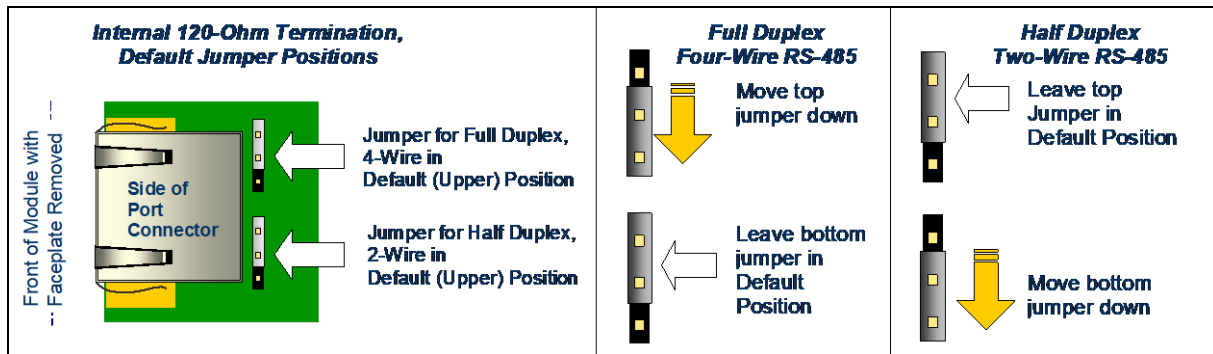 Internal 120-Ohm Termination,
Default Jumper Positions
Front of Module with
--- Faceplate Removed ---
Side of
Port
Connector
Jumper for Full Duplex,
4-Wire in
Default (Upper) Position
Jumper for Half Duplex,
2-Wire in
Default (Upper) Position
Full Duplex
Four-Wire RS-485
Move top
jumper down
Leave bottom
jumper in
Default
Position
Half Duplex
Two-Wire RS-485
Leave top
Jumper in
Default Position
Move bottom
jumper down